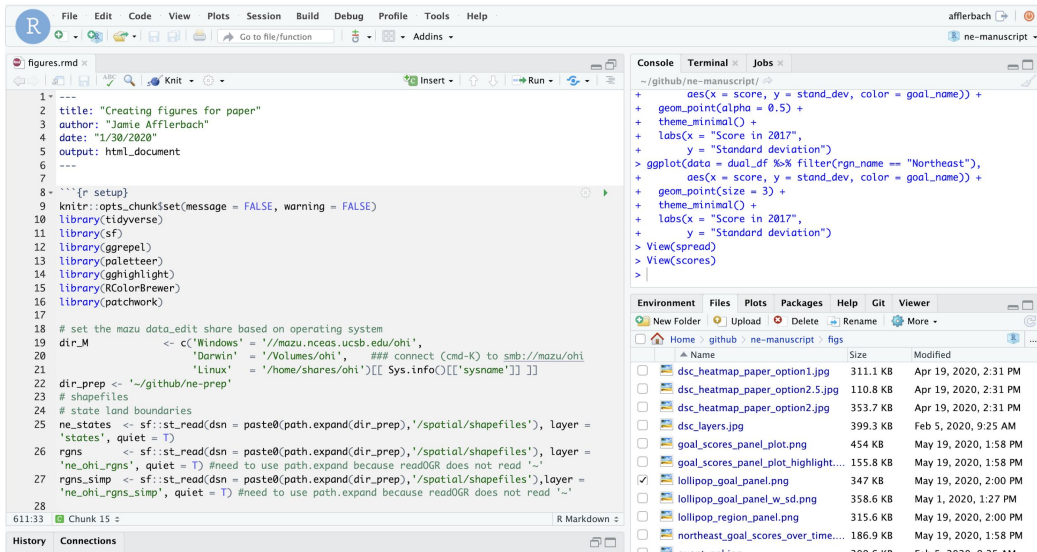 File Edit Code View Plots Session Build Debug Profile Tools Help
afflerbach
R
Go to file/function
Addins
ne-manuscript
figures.rmd
ABC
Knit
Insert
Run
1 ---
2 title: "Creating figures for paper"
3 author: "Jamie Afflerbach"
4 date: "1/30/2020"
5 output: html_document
6 ---
7
8 ```{r setup}
9 knitr::opts_chunk$set(message = FALSE, warning = FALSE)
10 library(tidyverse)
11 library(sf)
12 library(ggrepel)
13 library(paletteer)
14 library(gghighlight)
15 library(RColorBrewer)
16 library(patchwork)
17
18 # set the mazu data_edit share based on operating system
19 dir_M <- c('Windows' = '//mazu.nceas.ucsb.edu/ohi',
20 'Darwin' = '/Volumes/ohi', ### connect (cmd-K) to smb://mazu/ohi
21 'Linux' = '/home/shares/ohi')[[ Sys.info()[['sysname']] ]]
22 dir_prep <- '~/github/ne-prep'
23 # shapefiles
24 # state land boundaries
25 ne_states <- sf::st_read(dsn = paste0(path.expand(dir_prep),'/spatial/shapefiles'), layer =
'states', quiet = T)
26 rgns <- sf::st_read(dsn = paste0(path.expand(dir_prep),'/spatial/shapefiles'), layer =
'ne_ohi_rgns', quiet = T) #need to use path.expand because readOGR does not read '~'
27 rgns_simp <- sf::st_read(dsn = paste0(path.expand(dir_prep),'/spatial/shapefiles'),layer =
'ne_ohi_rgns_simp', quiet = T) #need to use path.expand because readOGR does not read '~'
28
611:33 Chunk 15 R Markdown
History Connections
Console Terminal Jobs
~/github/ne-manuscript/
+ aes(x = score, y = stand_dev, color = goal_name)) +
+ geom_point(alpha = 0.5) +
+ theme_minimal() +
+ labs(x = "Score in 2017",
+ y = "Standard deviation")
> ggplot(data = dual_df %>% filter(rgn_name == "Northeast"),
+ aes(x = score, y = stand_dev, color = goal_name)) +
+ geom_point(size = 3) +
+ theme_minimal() +
+ labs(x = "Score in 2017",
+ y = "Standard deviation")
> View(spread)
> View(scores)
>
Environment Files Plots Packages Help Git Viewer
New Folder Upload Delete Rename More
Home > github > ne-manuscript > figs R ...
Name Size Modified
dsc_heatmap_paper_option1.jpg 311.1 KB Apr 19, 2020, 2:31 PM
dsc_heatmap_paper_option2.5.jpg 110.8 KB Apr 19, 2020, 2:31 PM
dsc_heatmap_paper_option2.jpg 353.7 KB Apr 19, 2020, 2:31 PM
dsc_layers.jpg 399.3 KB Feb 5, 2020, 9:25 AM
goal_scores_panel_plot.png 454 KB May 19, 2020, 1:58 PM
goal_scores_panel_plot_highlight.... 155.8 KB May 19, 2020, 1:58 PM
lollipop_goal_panel.png 347 KB May 19, 2020, 2:00 PM
lollipop_goal_panel_w_sd.png 358.6 KB May 1, 2020, 1:27 PM
lollipop_region_panel.png 315.6 KB May 19, 2020, 2:00 PM
northeast_goal_scores_over_time.... 186.9 KB May 19, 2020, 1:58 PM